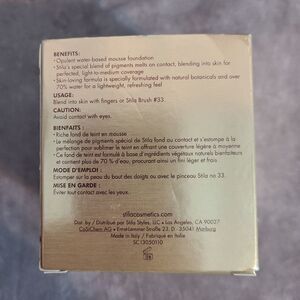 BENEFITS:
• Opulent water-based mousse foundation
• Stila's special blend of pigments melts on contact, blending into skin for
perfected, light-to-medium coverage
• Skin-loving formula is specially formulated with natural botanicals and over
70% water for a lightweight, refreshing feel
USAGE:
Blend into skin with fingers or Stila Brush #33.
CAUTION:
Avoid contact with eyes.
BIENFAITS :
• Riche fond de teint en mousse
• Le mélange de pigments spécial de Stila fond au contact et s'estompe à la
perfection pour sublimer le teint en offrant une couverture légère à moyenne
• Ce fond de teint est formulé à base d'ingrédients végétaux naturels bienfaiteurs
et contient plus de 70 % d'eau, procurant ainsi un fini léger et frais
MODE D'EMPLOI :
Estomper sur la peau du bout des doigts ou avec le pinceau Stila no 33.
MISE EN GARDE :
Éviter tout contact avec les yeux.
stilacosmetics.com
Dist. by / Distribué par Stila Styles, LLC • Los Angeles, CA 90027
CoSiChem AG • Ernst-Lemmer-Straße 23, D - 35041 Marburg
Made in Italy / Fabriqué en Italie
SC13050110